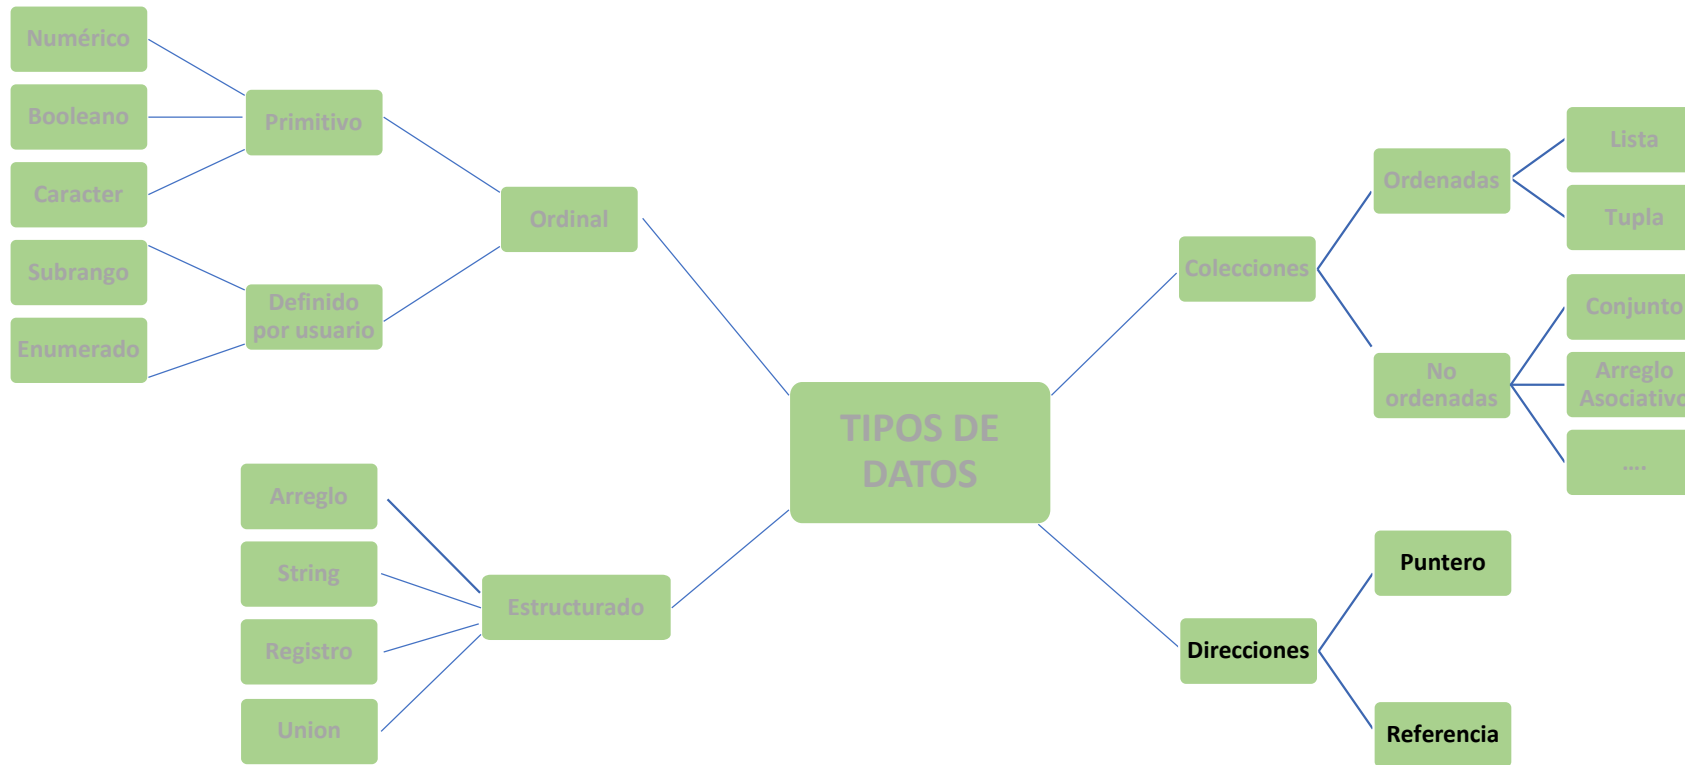 Numérico
Booleano
Caracter
Subrango
Enumerado
Primitivo
Definido
por usuario
Ordinal
Arreglo
String
Registro
Union
Estructurado
TIPOS DE
DATOS
Colecciones
Ordenadas
Lista
Tupla
No
ordenadas
Conjunto
Arreglo
Asociativo
....
Direcciones
Puntero
Referencia